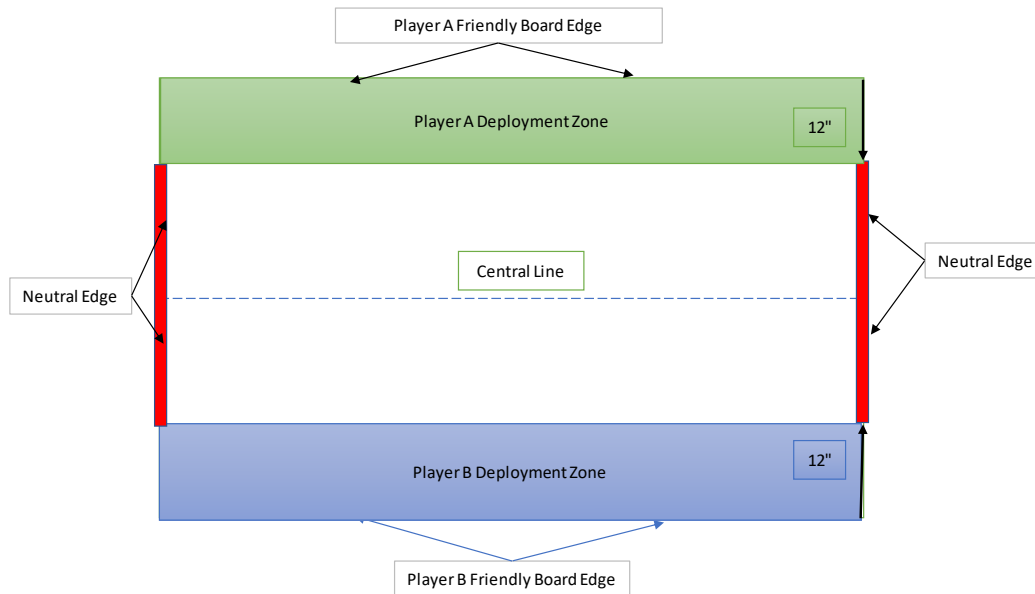 Player A Friendly Board Edge
Player A Deployment Zone
12"
Central Line
Neutral Edge
Neutral Edge
12"
Player B Deployment Zone
Player B Friendly Board Edge